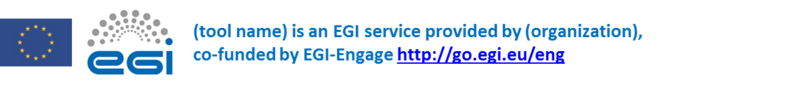 egi
(tool name) is an EGI service provided by (organization),
co-funded by EGI-Engage http://go.egi.eu/eng